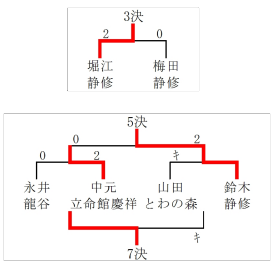 3決
2 0
堀江 梅田
静修 静修
5決
0 2
0 2 キ
永井 中元 山田 鈴木
龍谷 立命館慶祥 とわの森 静修
キ
7決